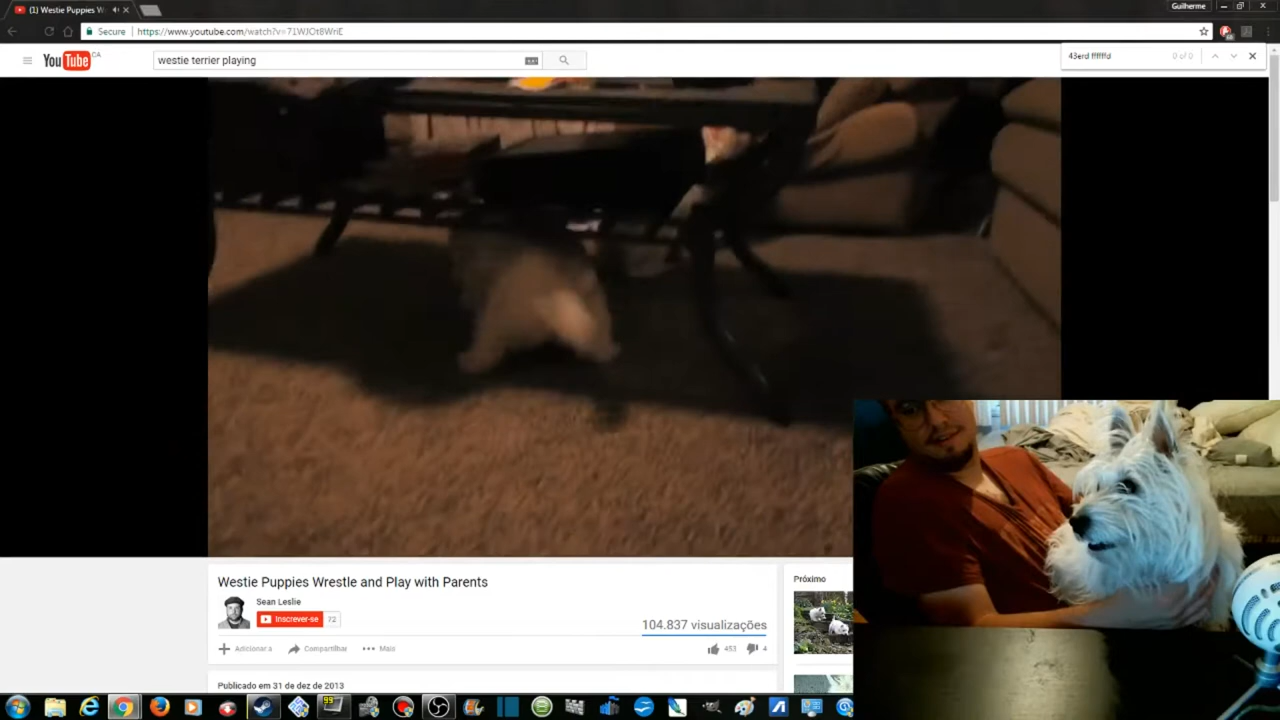 (1) Westie Puppies W
Guilherme
Secure
https://www.youtube.com/watch?v=71WJOt8WriE
YouTube CA
westie terrier playing
43erd ffffffd
0 of 0
Westie Puppies Wrestle and Play with Parents
Sean Leslie
Inscrever-se 72
104.837 visualizações
Adicionar a
Compartilhar
Mais
453
4
Publicado em 31 de dez de 2013
Próximo
99